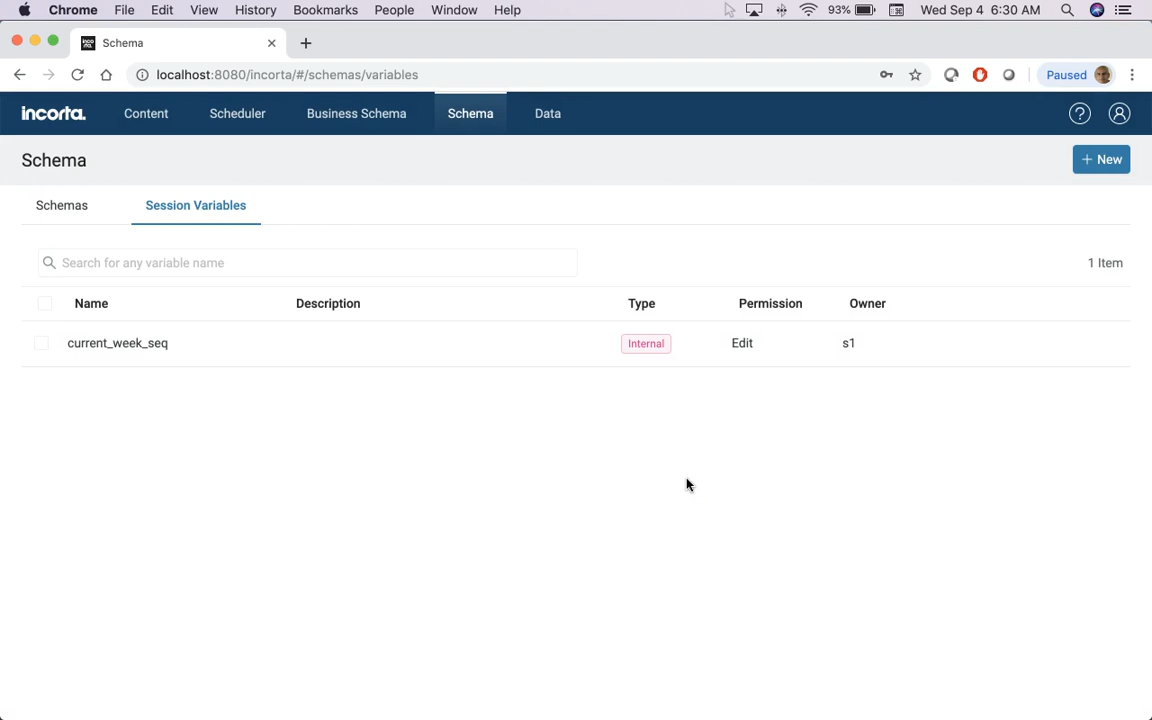 Chrome File Edit View History Bookmarks People Window Help 93% Wed Sep 4 6:30 AM
Schema
localhost:8080/incorta/#/schemas/variables Paused
incorta. Content Scheduler Business Schema Schema Data
Schema + New
Schemas Session Variables
Search for any variable name 1 Item
Name Description Type Permission Owner
current_week_seq Internal Edit s1